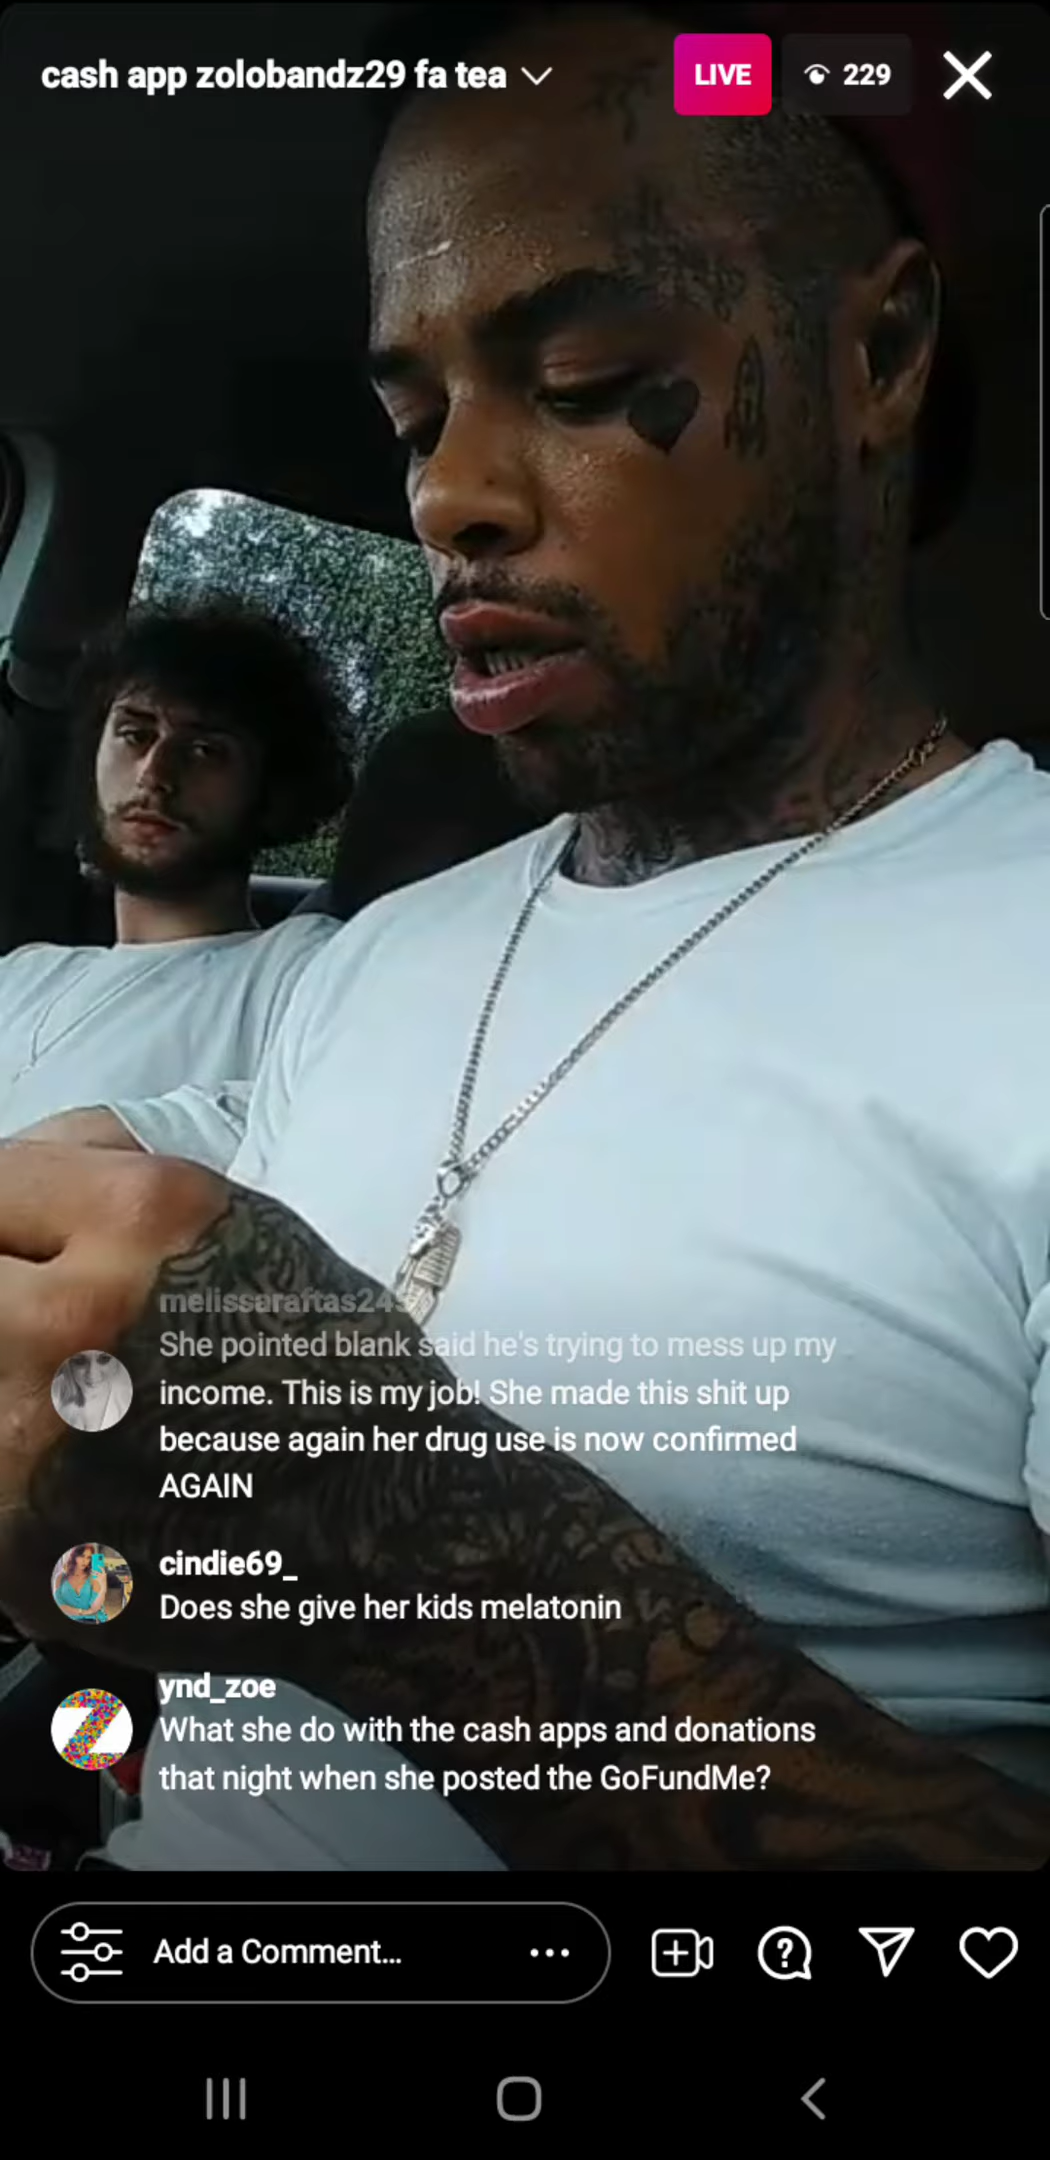 cash app zolobandz29 fa tea
LIVE
229
melissaraftas24
She pointed blank said he's trying to mess up my
income. This is my job! She made this shit up
because again her drug use is now confirmed
AGAIN
cindie69_
Does she give her kids melatonin
ynd_zoe
What she do with the cash apps and donations
that night when she posted the GoFundMe?
Add a Comment...